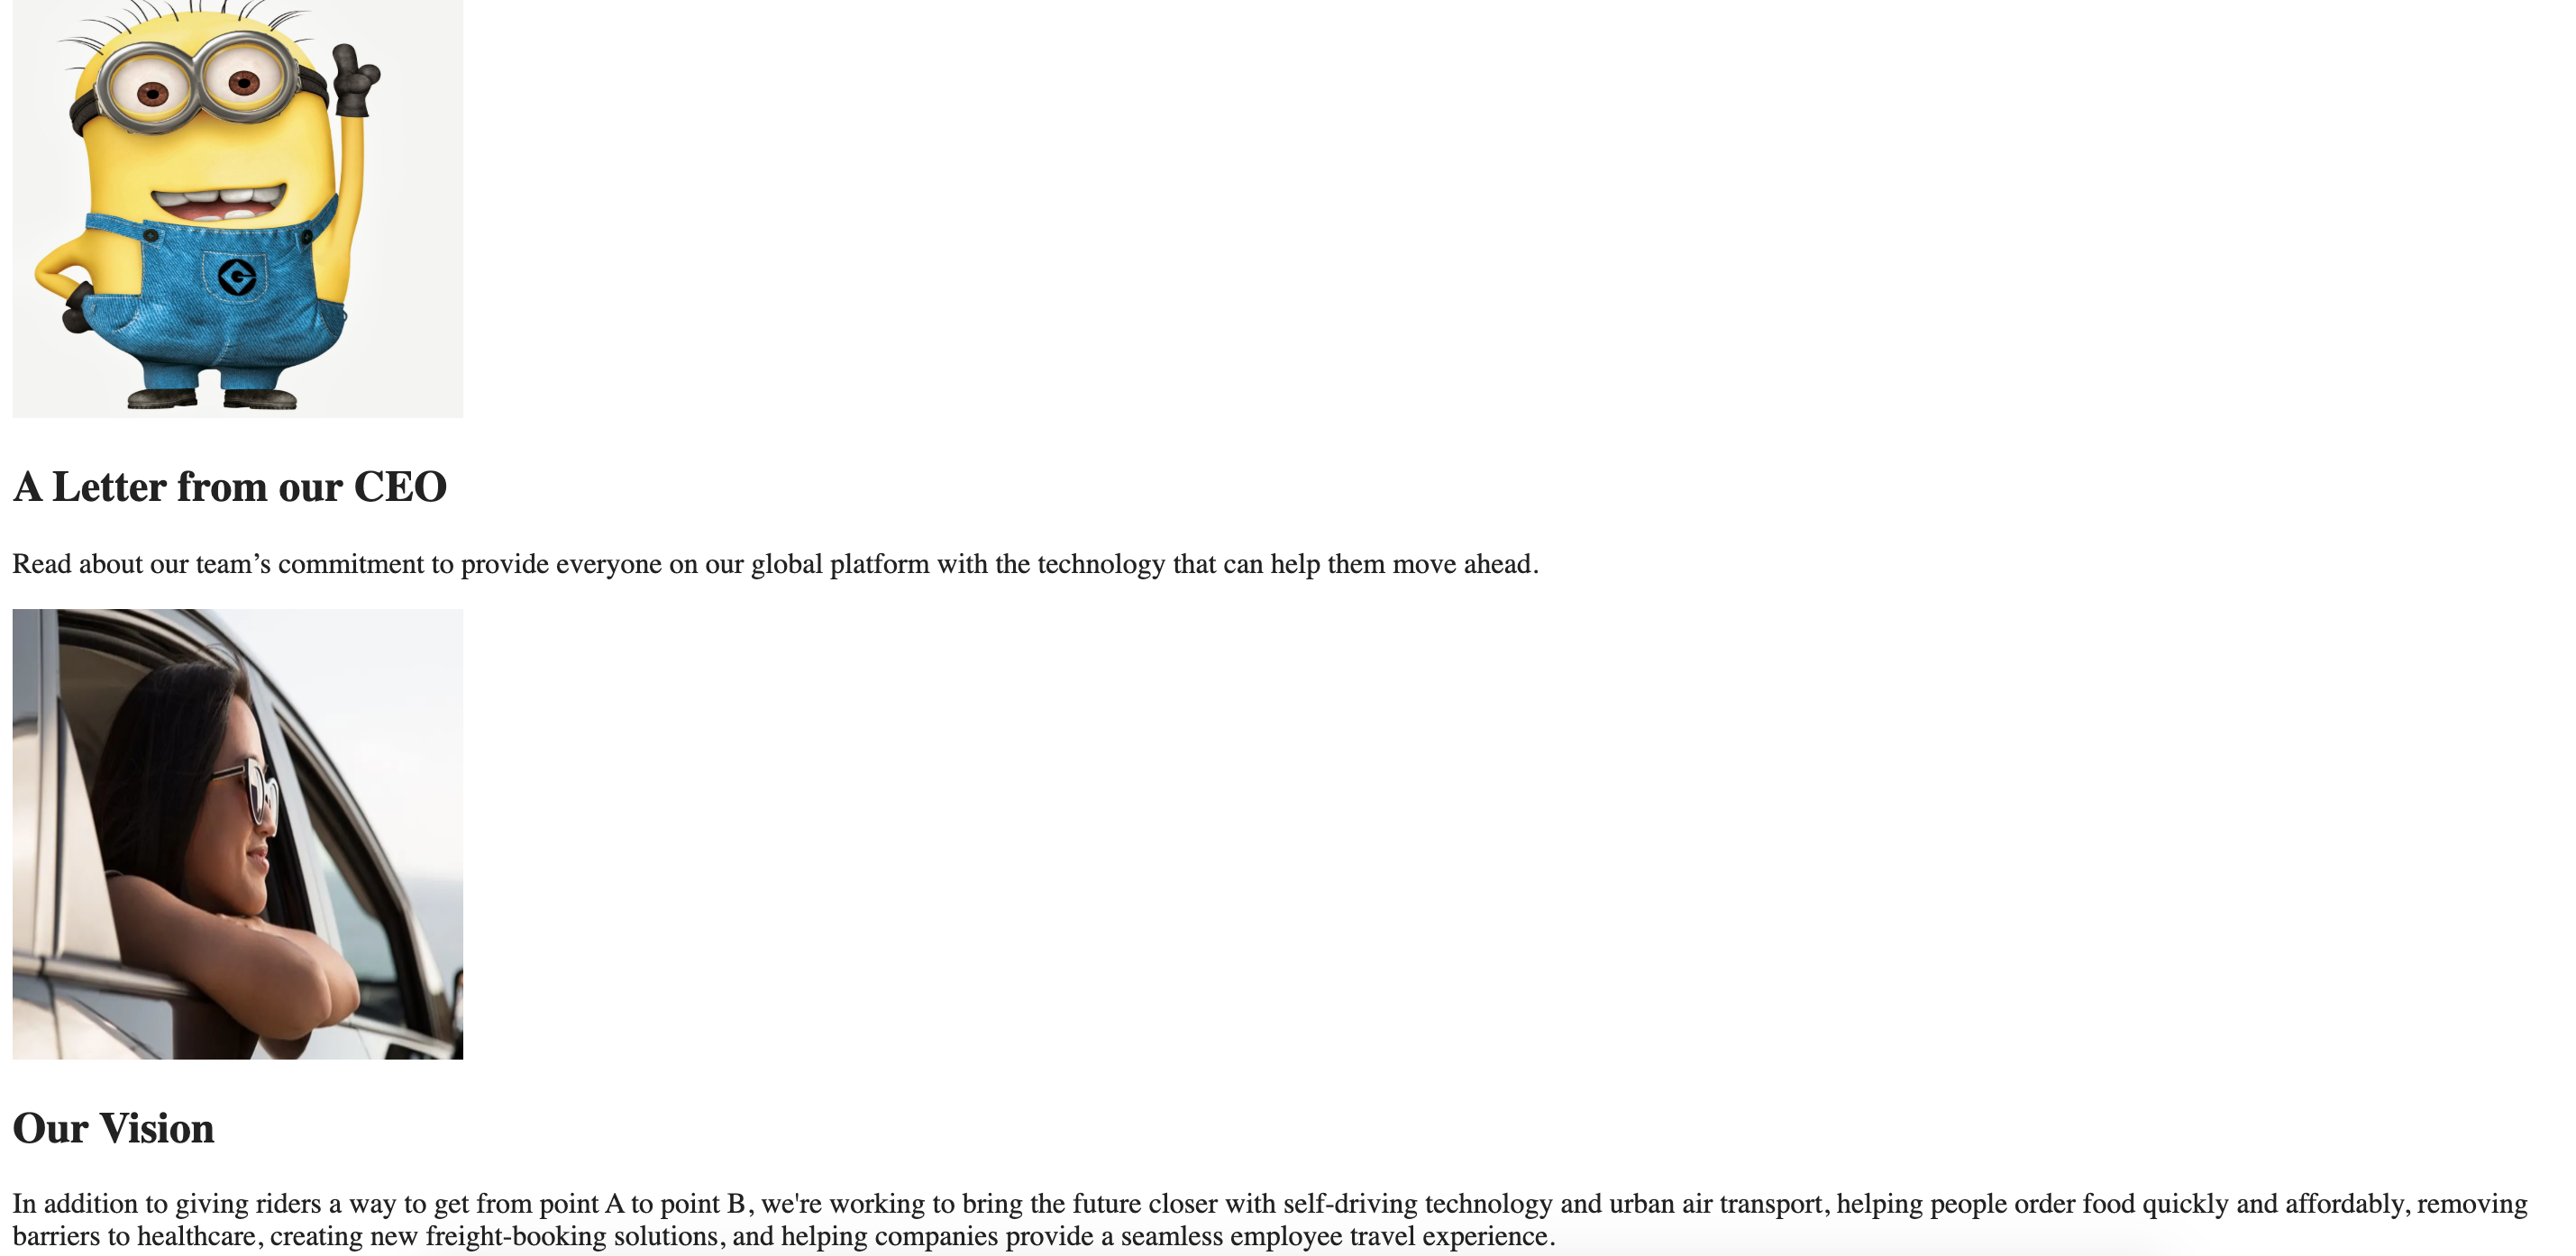 A Letter from our CEO
Read about our team’s commitment to provide everyone on our global platform with the technology that can help them move ahead.
Our Vision
In addition to giving riders a way to get from point A to point B, we're working to bring the future closer with self-driving technology and urban air transport, helping people order food quickly and affordably, removing
barriers to healthcare, creating new freight-booking solutions, and helping companies provide a seamless employee travel experience.